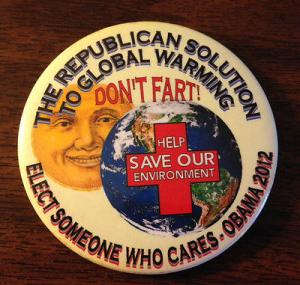 THE REPUBLICAN SOLUTION
TO GLOBAL WARMING
DON'T FART!
HELP
SAVE OUR
ENVIRONMENT
ELECT SOMEONE WHO CARES - OBAMA 2012